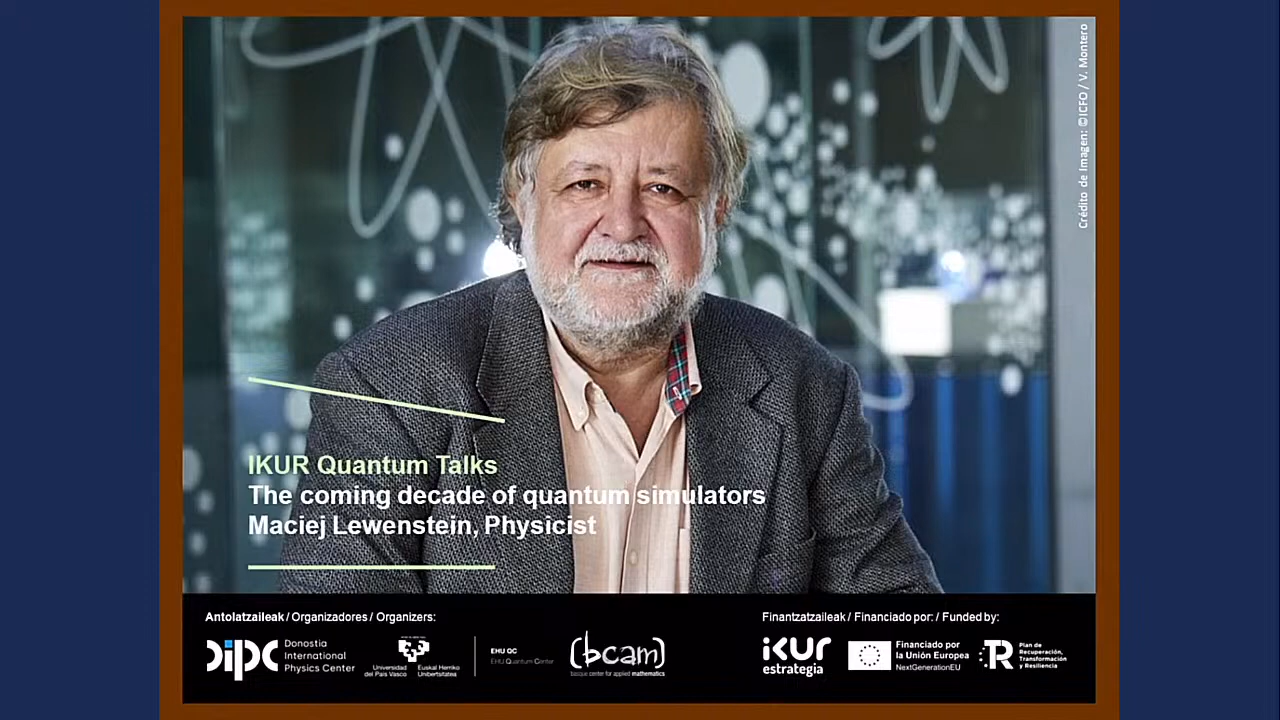 Crédito de Imagen: ©ICFO / V. Montero
IKUR Quantum Talks
The coming decade of quantum simulators
Maciej Lewenstein, Physicist
Antolatzaileak / Organizadores / Organizers:
Finantzatzaileak / Financiado por: / Funded by:
dipc
Donostia
International
Physics Center
Universidad
del País Vasco
Euskal Herriko
Unibertsitatea
EHU QC
EHU Quantum Center
(bcam)
basque center for applied mathematics
ikur
estrategia
Financiado por
la Unión Europea
NextGenerationEU
TR
Plan de
Recuperación,
Transformación
y Resiliencia